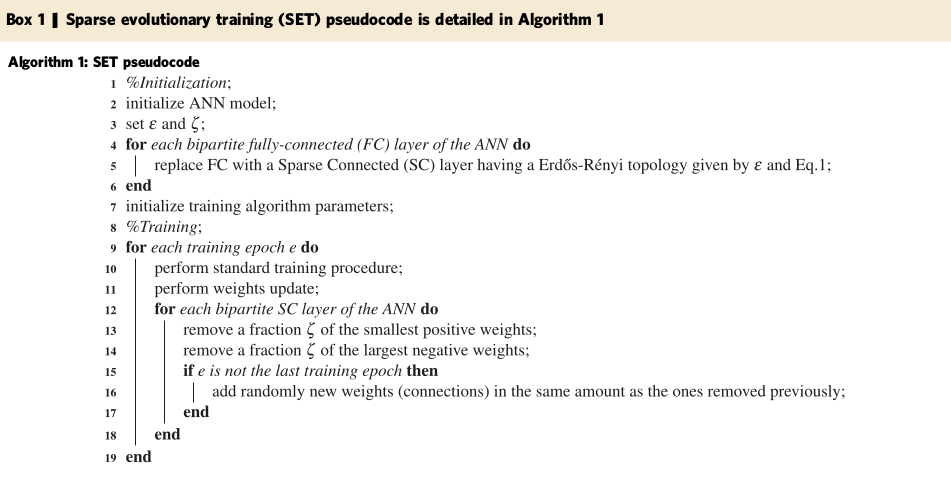 Box 1 | Sparse evolutionary training (SET) pseudocode is detailed in Algorithm 1
Algorithm 1: SET pseudocode
1 %Initialization;
2 initialize ANN model;
3 set ε and ζ;
4 for each bipartite fully-connected (FC) layer of the ANN do
5 replace FC with a Sparse Connected (SC) layer having a Erdős-Rényi topology given by ε and Eq.1;
6 end
7 initialize training algorithm parameters;
8 %Training;
9 for each training epoch e do
10 perform standard training procedure;
11 perform weights update;
12 for each bipartite SC layer of the ANN do
13 remove a fraction ζ of the smallest positive weights;
14 remove a fraction ζ of the largest negative weights;
15 if e is not the last training epoch then
16 add randomly new weights (connections) in the same amount as the ones removed previously;
17 end
18 end
19 end